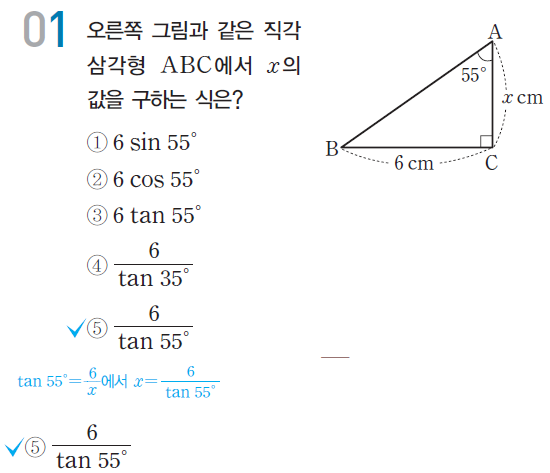 01 오른쪽 그림과 같은 직각
삼각형 ABC에서 x의
값을 구하는 식은?
① 6 sin 55°
② 6 cos 55°
③ 6 tan 55°
④ 6/tan 35°
✓⑤ 6/tan 55°
tan 55°=6/x에서 x=6/tan 55°
✓⑤ 6/tan 55°
A
55°
x cm
B
6 cm
C